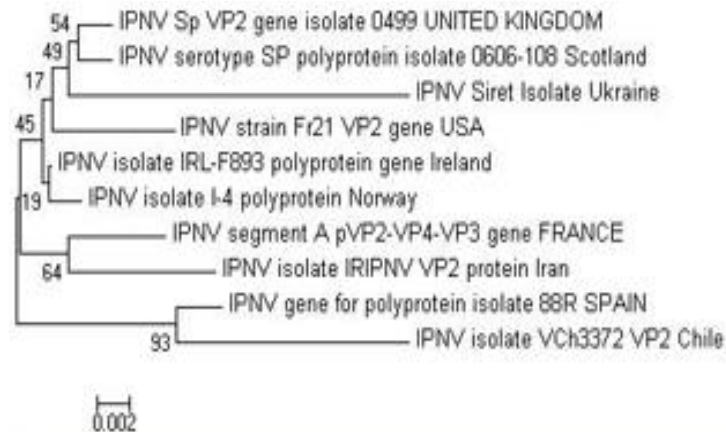 54
IPNV Sp VP2 gene isolate 0499 UNITED KINGDOM
49
IPNV serotype SP polyprotein isolate 0606-108 Scotland
17
IPNV Siret Isolate Ukraine
45
IPNV strain Fr21 VP2 gene USA
IPNV isolate IRL-F893 polyprotein gene Ireland
19
IPNV isolate I-4 polyprotein Norway
IPNV segment A pVP2-VP4-VP3 gene FRANCE
64
IPNV isolate IRIPNV VP2 protein Iran
IPNV gene for polyprotein isolate 88R SPAIN
93
IPNV isolate VCh3372 VP2 Chile
0.002